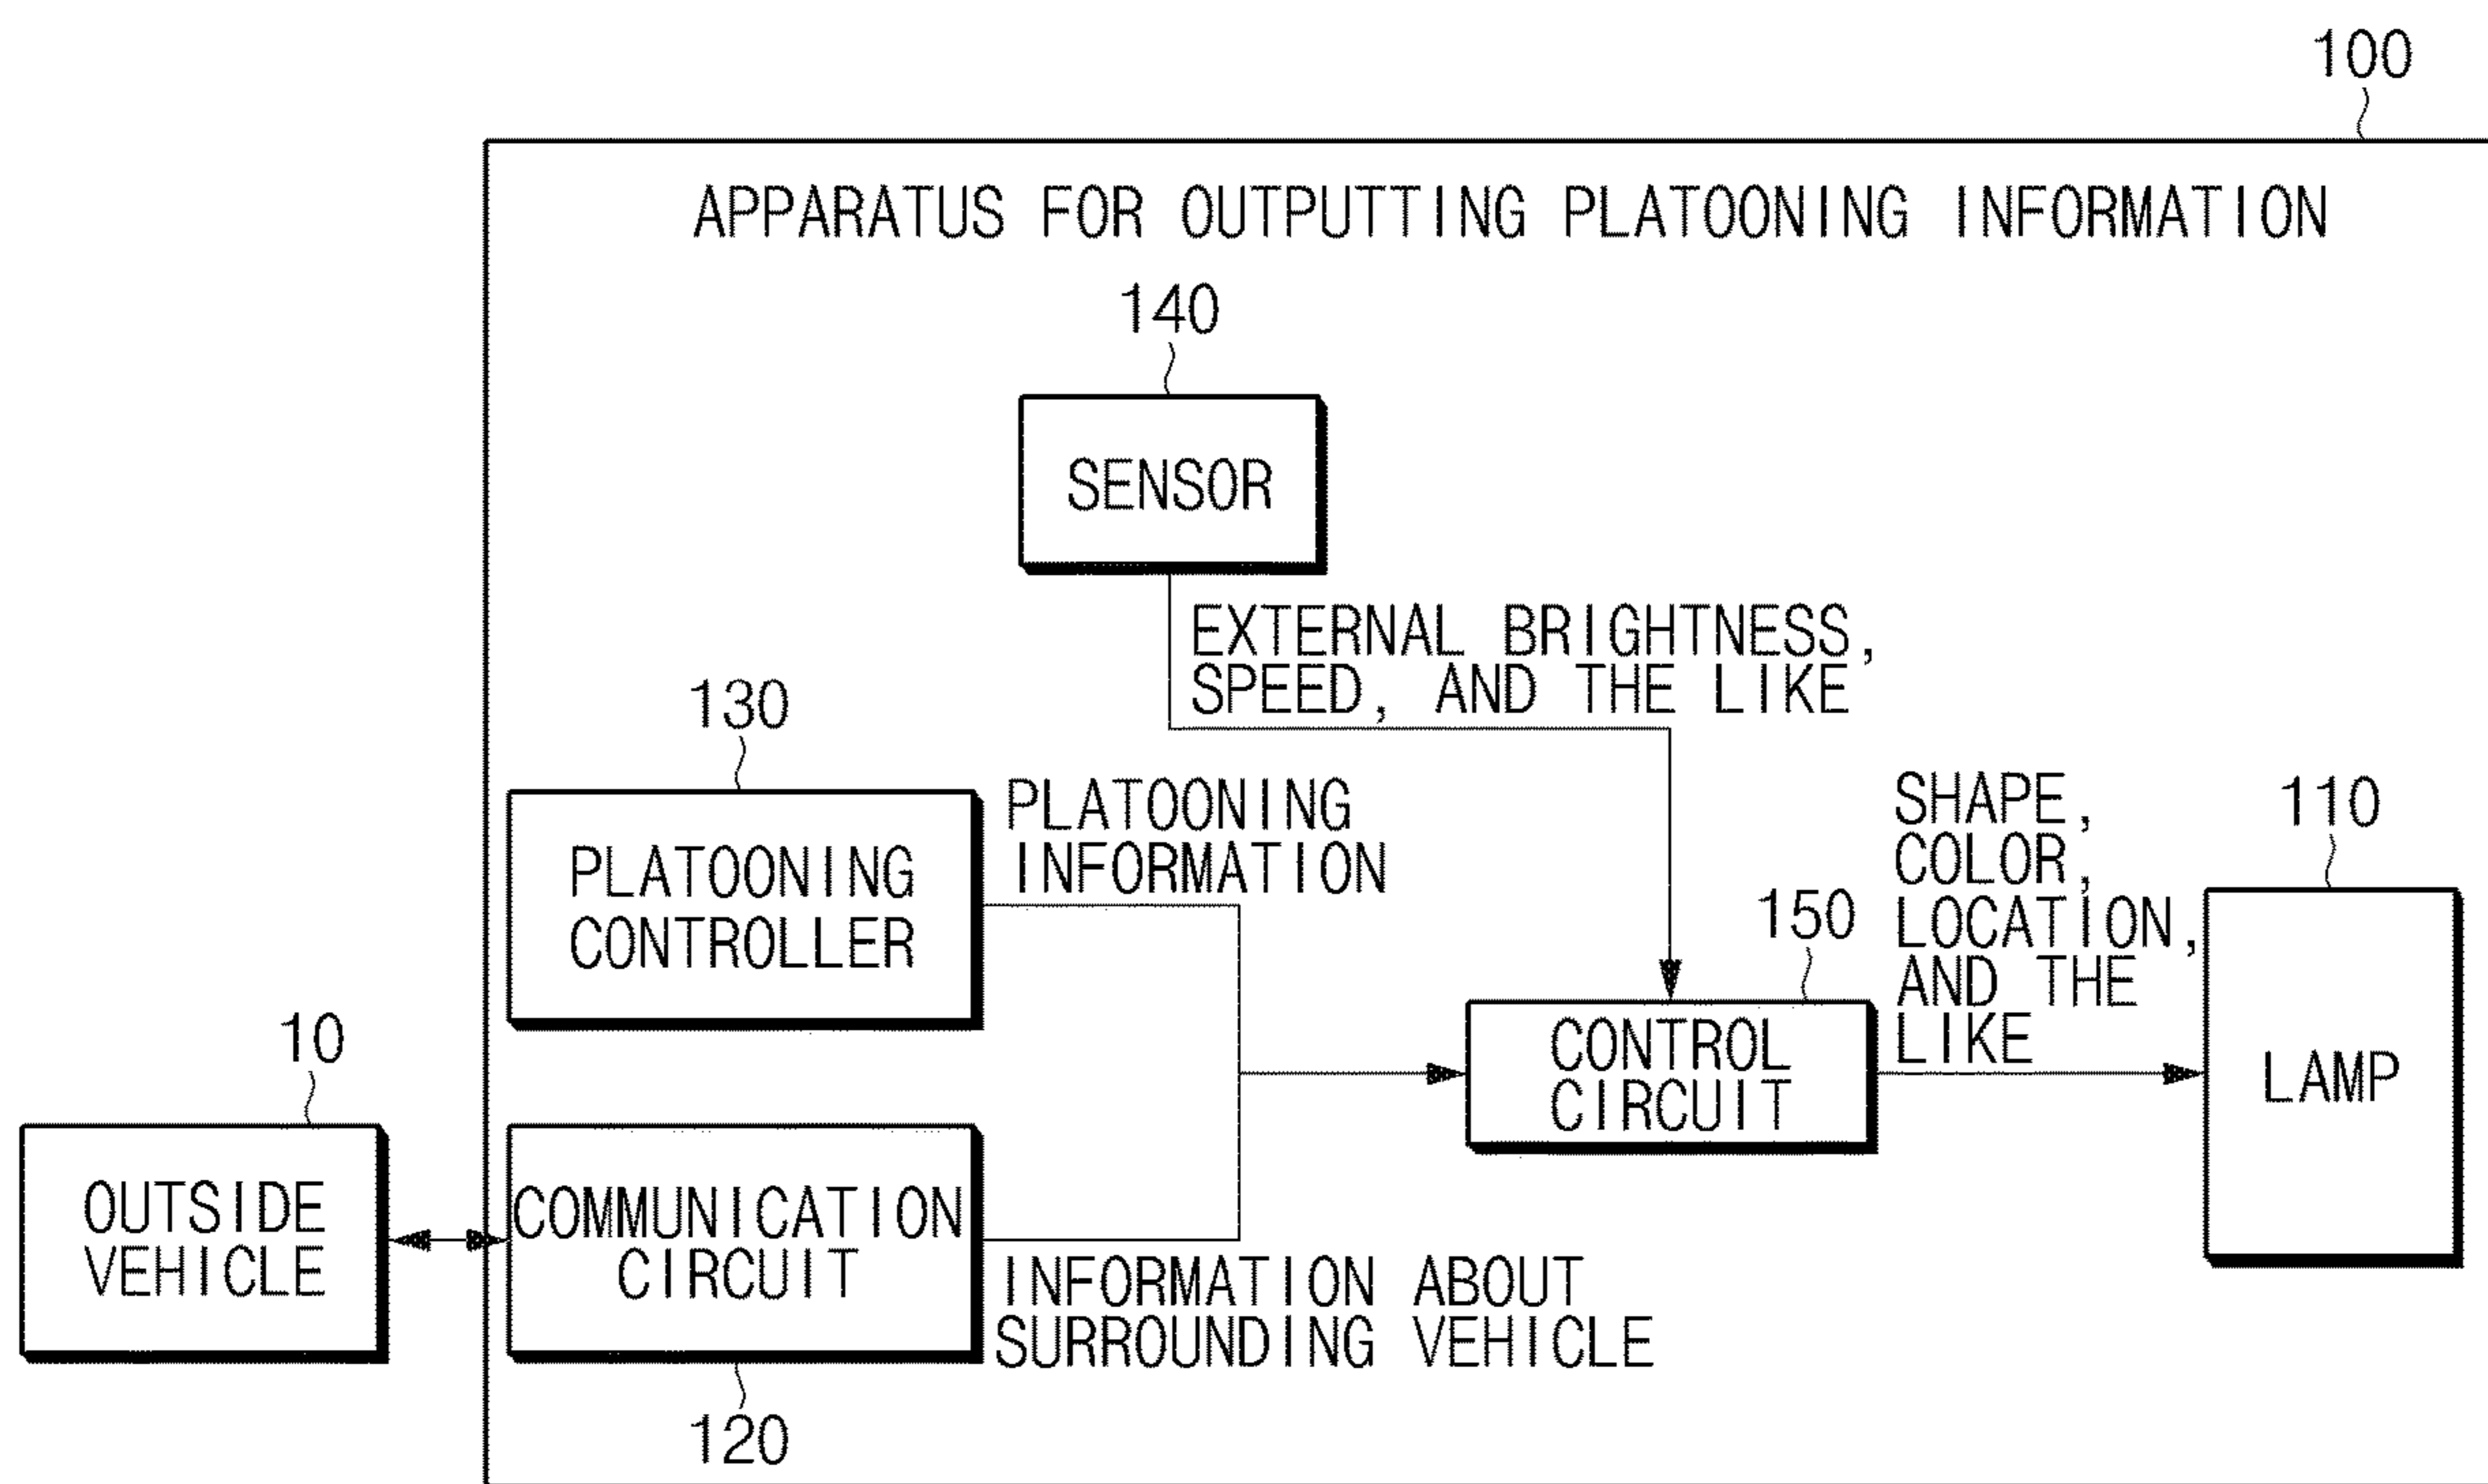 100
APPARATUS FOR OUTPUTTING PLATOONING INFORMATION
140
SENSOR
EXTERNAL BRIGHTNESS,
SPEED, AND THE LIKE
130
PLATOONING
CONTROLLER
PLATOONING
INFORMATION
150
CONTROL
CIRCUIT
SHAPE,
COLOR,
LOCATION,
AND THE
LIKE
110
LAMP
10
OUTSIDE
VEHICLE
COMMUNICATION
CIRCUIT
INFORMATION ABOUT
SURROUNDING VEHICLE
120